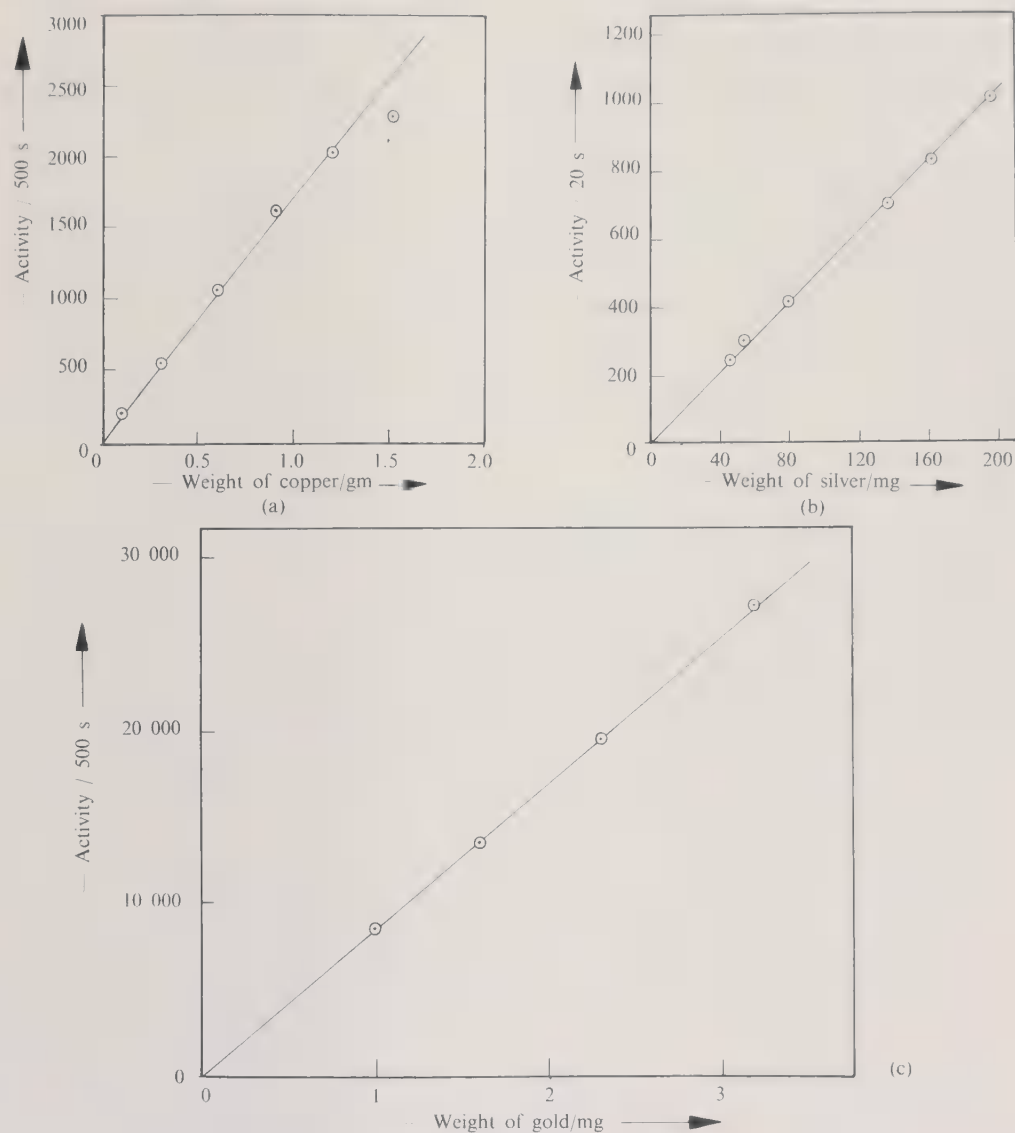 3000
2500
2000
1500
1000
500
0
Activity / 500 s
0 0.5 1.0 1.5 2.0
Weight of copper/gm
(a)
1200
1000
800
600
400
200
0
Activity 20 s
0 40 80 120 160 200
Weight of silver/mg
(b)
30 000
20 000
10 000
0
Activity / 500 s
0 1 2 3
Weight of gold/mg
(c)